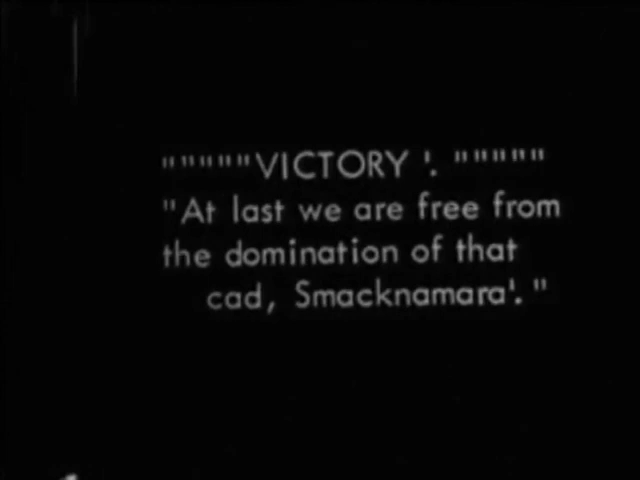 """""VICTORY '. """""
"At last we are free from
the domination of that
cad, Smacknamara'. "